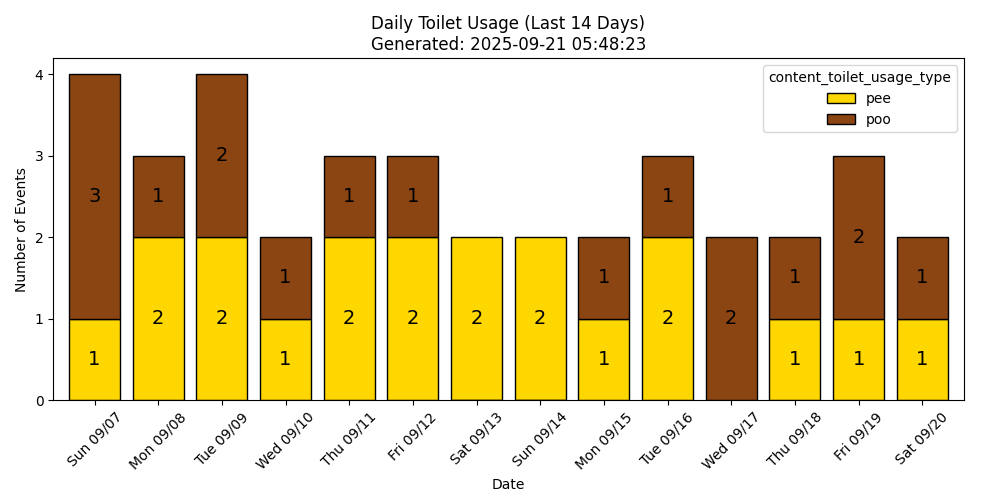 Daily Toilet Usage (Last 14 Days)
Generated: 2025-09-21 05:48:23
content_toilet_usage_type
pee
poo
Number of Events
4
3
2
1
0
3
1
2
1
1
1
1
1
2
1
1
1
2
2
1
2
2
2
2
1
2
2
1
1
1
Sun 09/07
Mon 09/08
Tue 09/09
Wed 09/10
Thu 09/11
Fri 09/12
Sat 09/13
Sun 09/14
Mon 09/15
Tue 09/16
Wed 09/17
Thu 09/18
Fri 09/19
Sat 09/20
Date